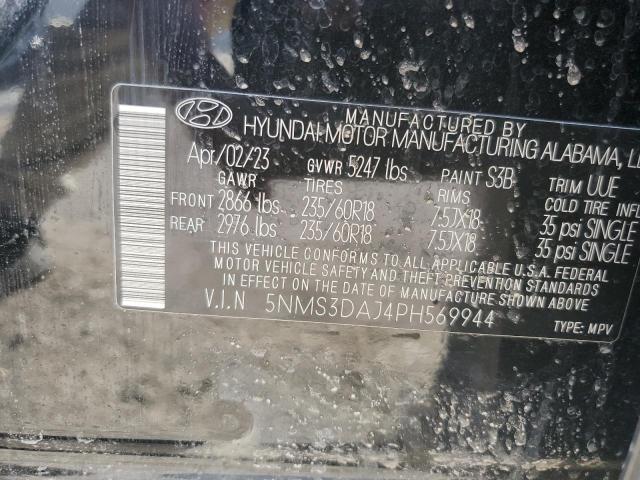 MANUFACTURED BY
HYUNDAI MOTOR MANUFACTURING ALABAMA,
Apr/02/23 GVWR 5247 lbs PAINT S3B TRIM UUE
GAWR TIRES RIMS COLD TIRE
FRONT 2866 lbs 235/60R18 7.5JX18 35 psi SINGLE
REAR 2976 lbs 235/60R18 7.5JX18 35 psi SINGLE
THIS VEHICLE CONFORMS TO ALL APPLICABLE U.S.A. FEDERAL
MOTOR VEHICLE SAFETY AND THEFT PREVENTION STANDARDS
IN EFFECT ON THE DATE OF MANUFACTURE SHOWN ABOVE.
V.I.N 5NMS3DAJ4PH569944 TYPE: MPV